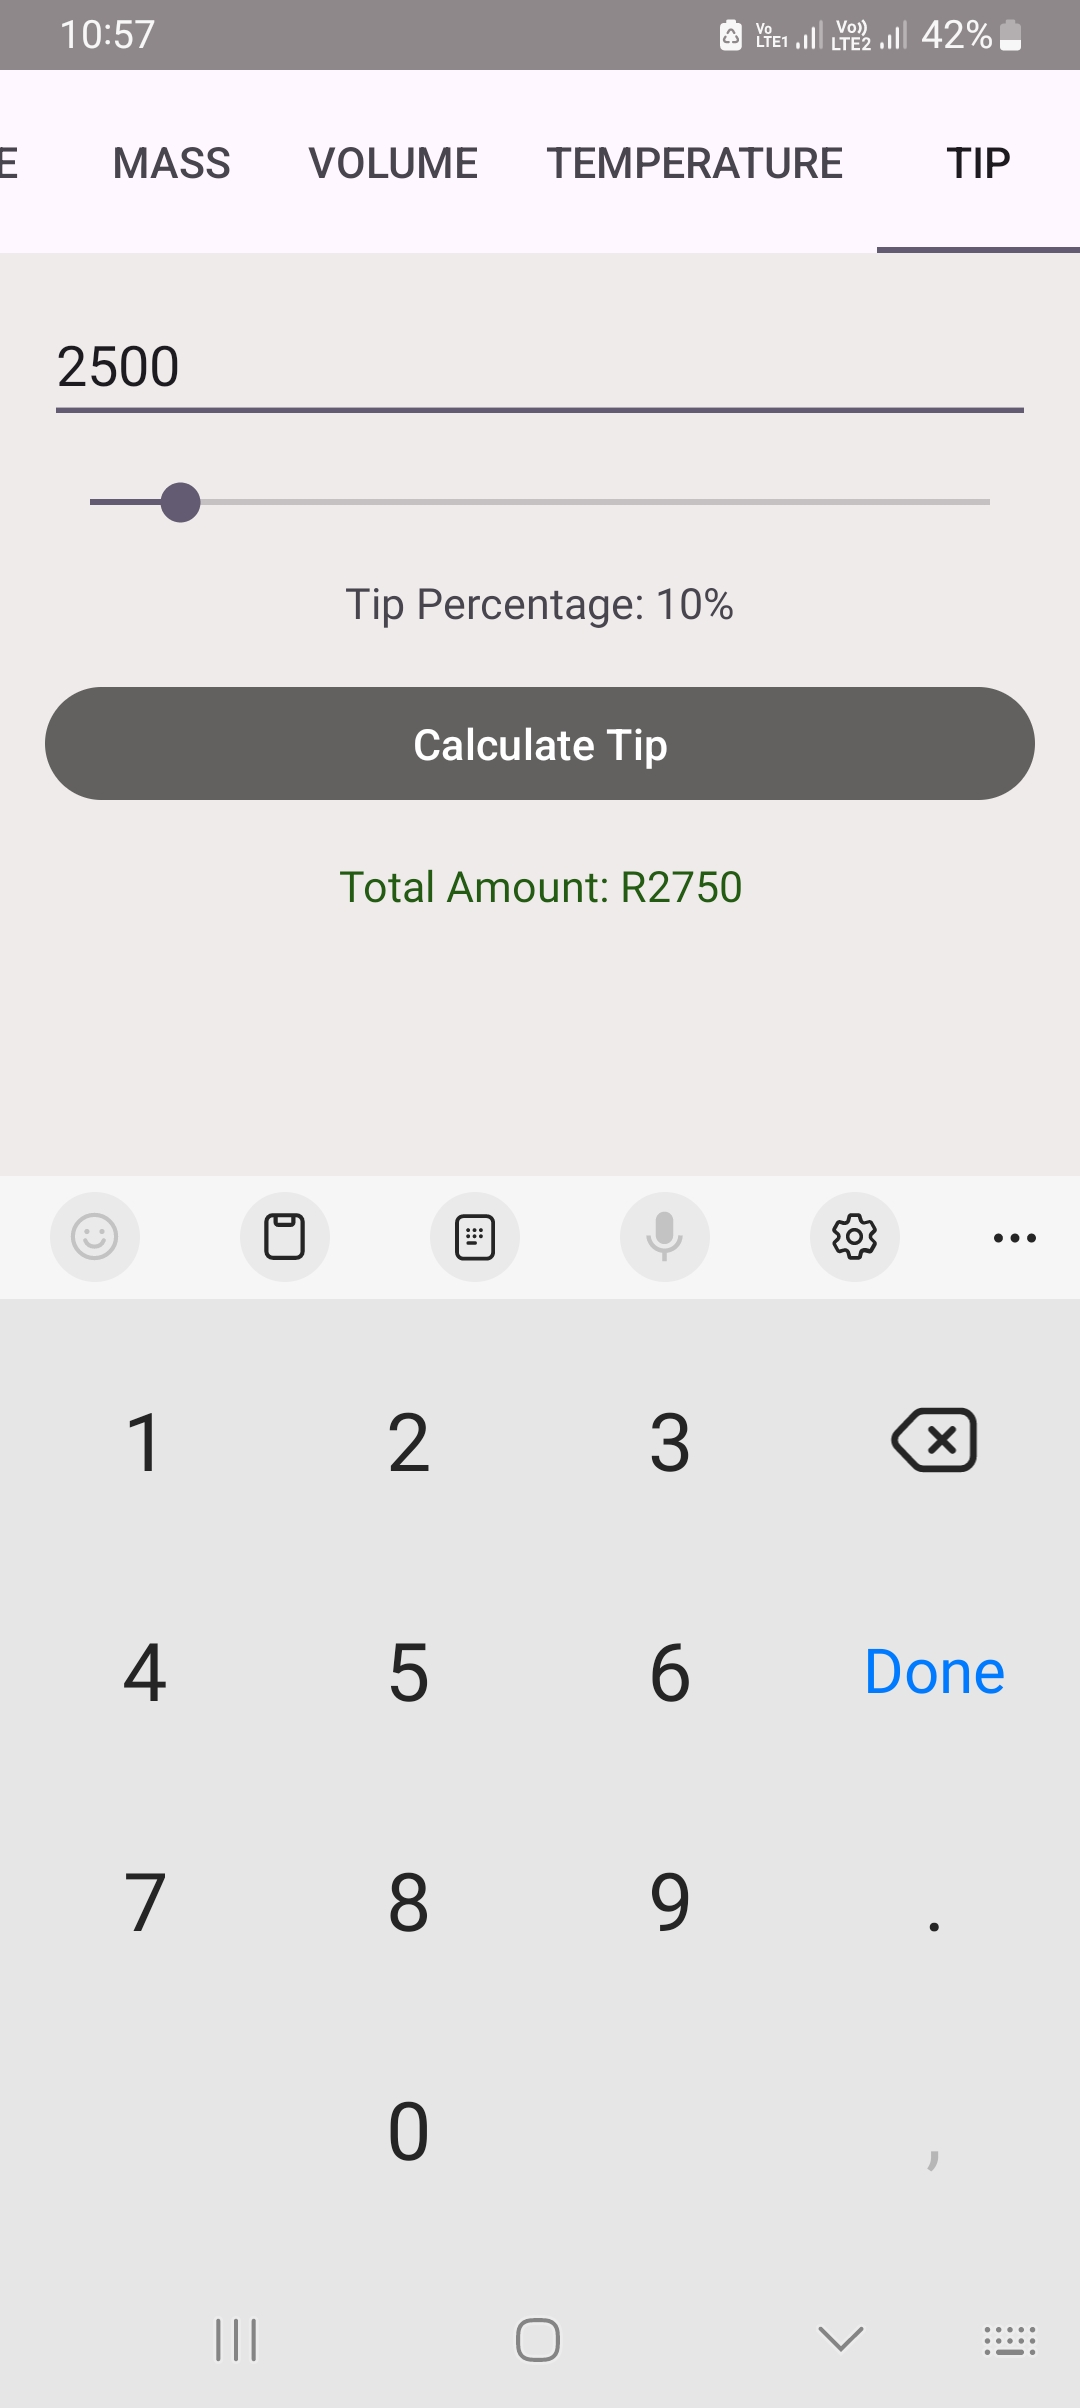 10:57 Vo LTE1 Vo)) LTE2 42%
E MASS VOLUME TEMPERATURE TIP
2500
Tip Percentage: 10%
Calculate Tip
Total Amount: R2750
1 2 3
4 5 6 Done
7 8 9 .
0 ,